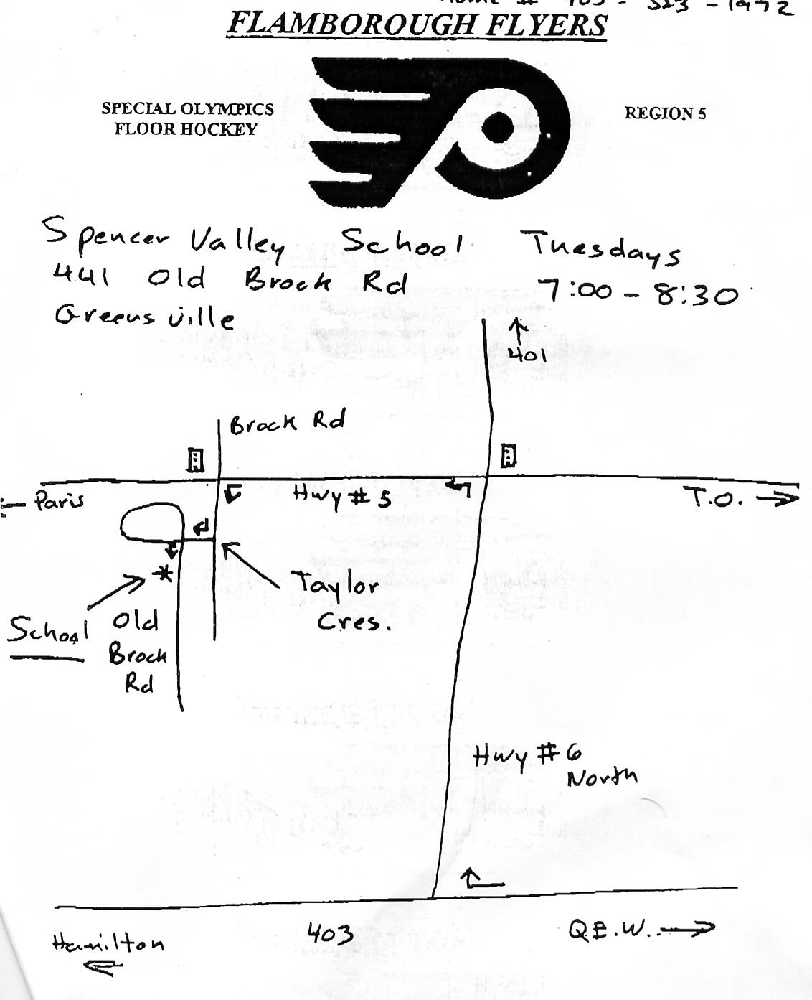 FLAMBOROUGH FLYERS
SPECIAL OLYMPICS
FLOOR HOCKEY
REGION 5
Spencer Valley School Tuesdays
441 Old Brock Rd 7:00 - 8:30
Greensville
401
Brock Rd
Paris
Hwy # 5
T.O.
Taylor
Cres.
School
Old
Brock
Rd
Hwy # 6
North
Hamilton
403
Q.E.W.